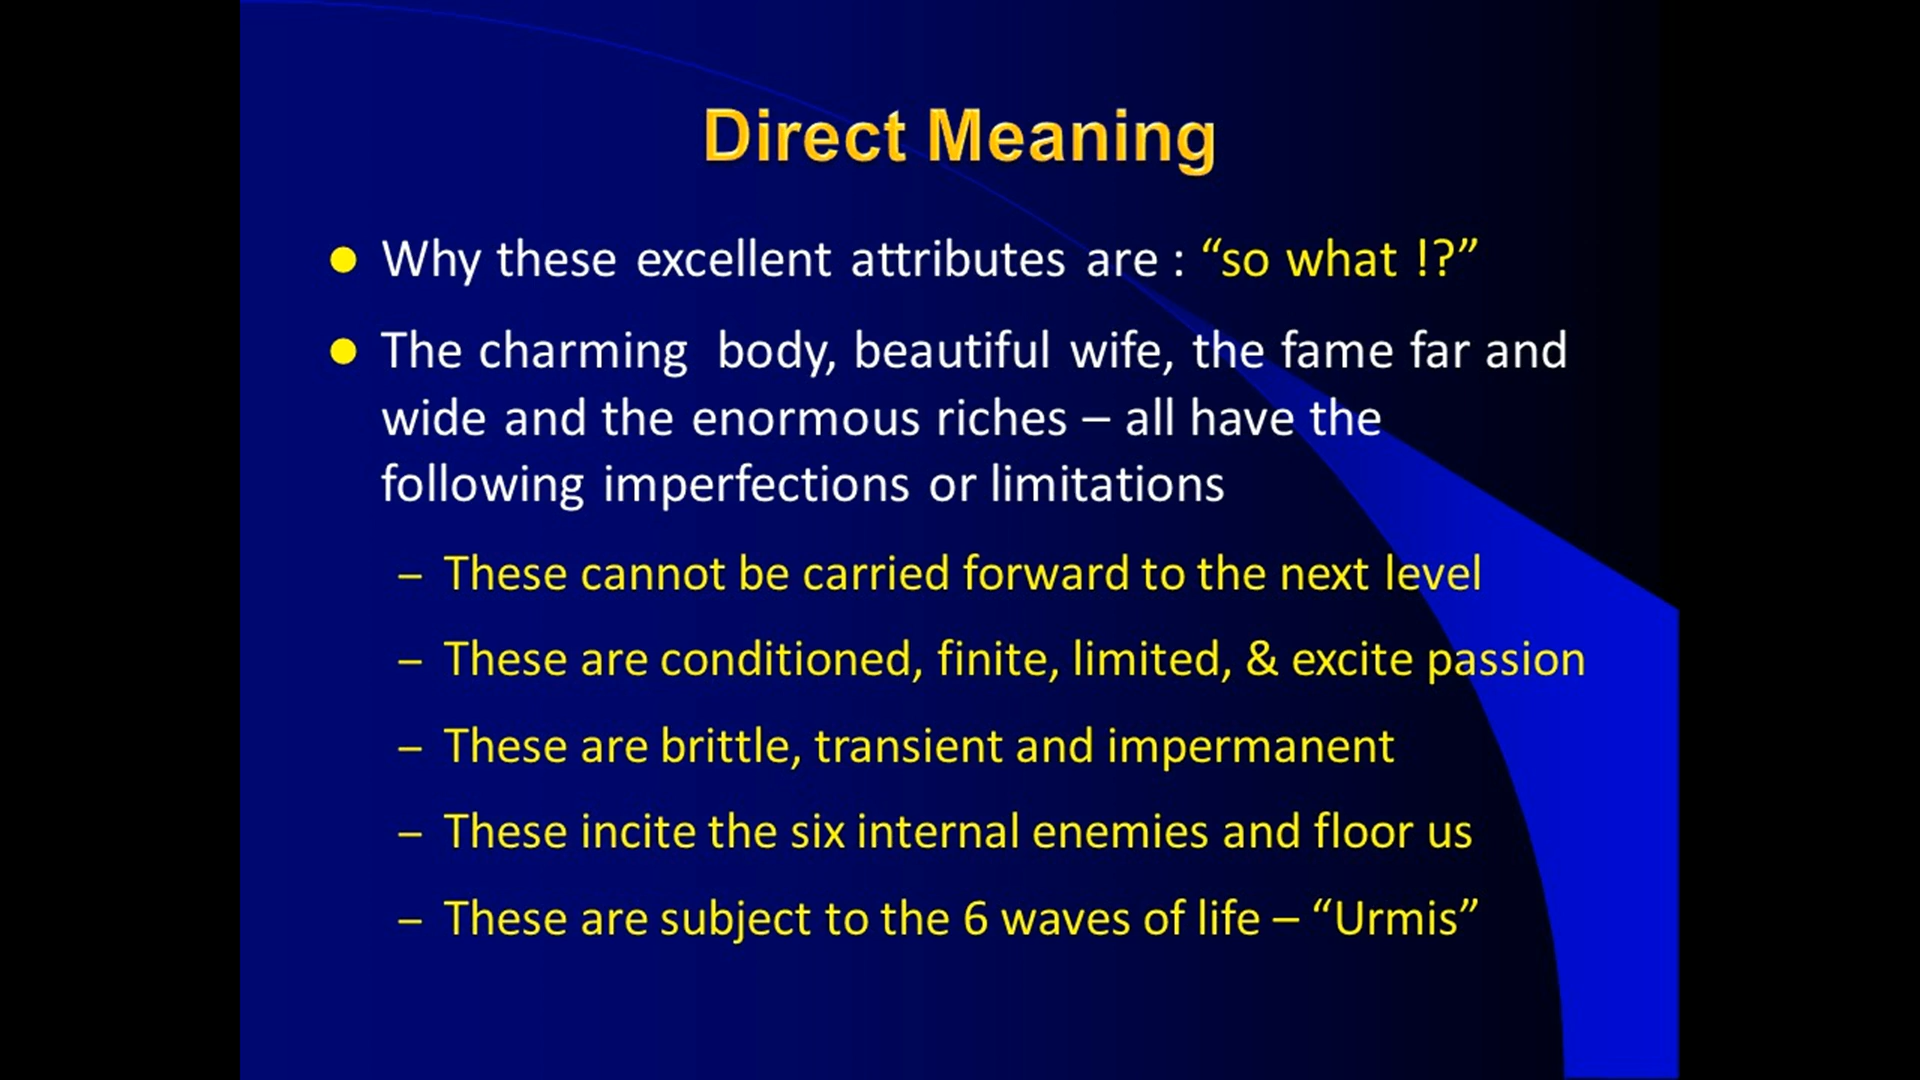 Direct Meaning
Why these excellent attributes are : “so what !?”
The charming body, beautiful wife, the fame far and
wide and the enormous riches – all have the
following imperfections or limitations
– These cannot be carried forward to the next level
– These are conditioned, finite, limited, & excite passion
– These are brittle, transient and impermanent
– These incite the six internal enemies and floor us
– These are subject to the 6 waves of life – “Urmis”